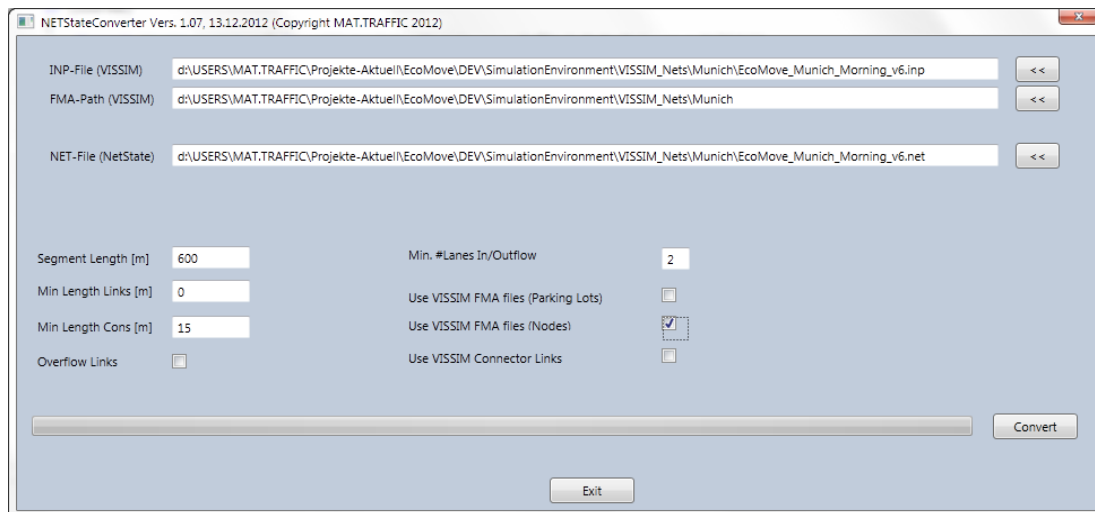 NETStateConverter Vers. 1.07, 13.12.2012 (Copyright MAT.TRAFFIC 2012)
x
INP-File (VISSIM) d:\USERS\MAT.TRAFFIC\Projekte-Aktuell\EcoMove\DEV\SimulationEnvironment\VISSIM_Nets\Munich\EcoMove_Munich_Morning_v6.inp <<
FMA-Path (VISSIM) d:\USERS\MAT.TRAFFIC\Projekte-Aktuell\EcoMove\DEV\SimulationEnvironment\VISSIM_Nets\Munich <<
NET-File (NetState) d:\USERS\MAT.TRAFFIC\Projekte-Aktuell\EcoMove\DEV\SimulationEnvironment\VISSIM_Nets\Munich\EcoMove_Munich_Morning_v6.net <<
Segment Length [m] 600 Min. #Lanes In/Outflow 2
Min Length Links [m] 0 Use VISSIM FMA files (Parking Lots)
Min Length Cons [m] 15 Use VISSIM FMA files (Nodes)
Overflow Links Use VISSIM Connector Links
Convert
Exit